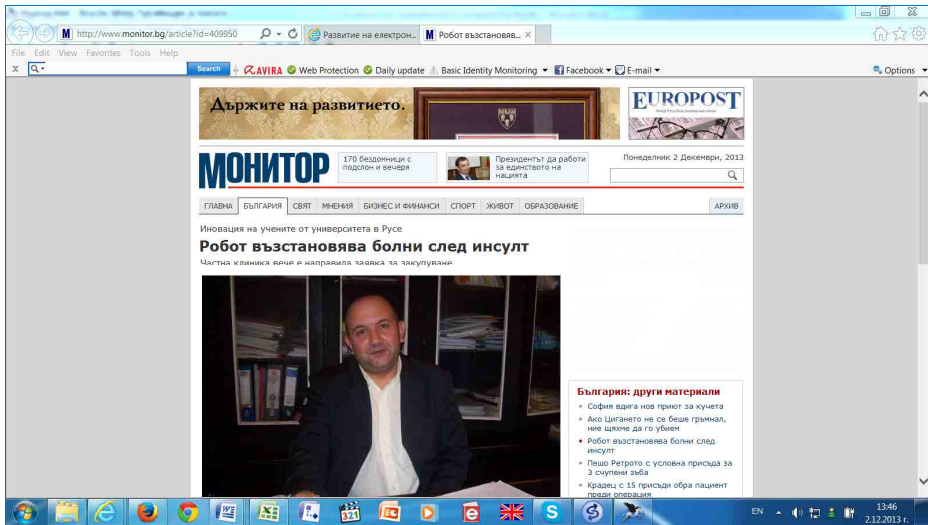 http://www.monitor.bg/article?id=409950
Развитие на електрон...
Робот възстановяв...
File Edit View Favorites Tools Help
x
Search
AVIRA
Web Protection
Daily update
Basic Identity Monitoring
Facebook
E-mail
Options
Държите на развитието.
EUROPOST
МОНИТОР
170 бездомници с
подслон и вечеря
Президентът да работи
за единството на
нацията
Понеделник 2 Декември, 2013
ГЛАВНА БЪЛГАРИЯ СВЯТ МНЕНИЯ БИЗНЕС И ФИНАНСИ СПОРТ ЖИВОТ ОБРАЗОВАНИЕ АРХИВ
Иновация на учените от университета в Русе
Робот възстановява болни след инсулт
Частна клиника вече е направила заявка за закупуване
NEWS
7
България: други материали
София вдига нов приют за кучета
Ако Цигането не се беше гръмнал,
ние щяхме да го убием
Робот възстановява болни след
инсулт
Пешо Ретрото с условна присъда за
3 счупени зъба
Крадец с 15 присъди обра пациент
преди операция
321
EN
13:46
2.12.2013 г.